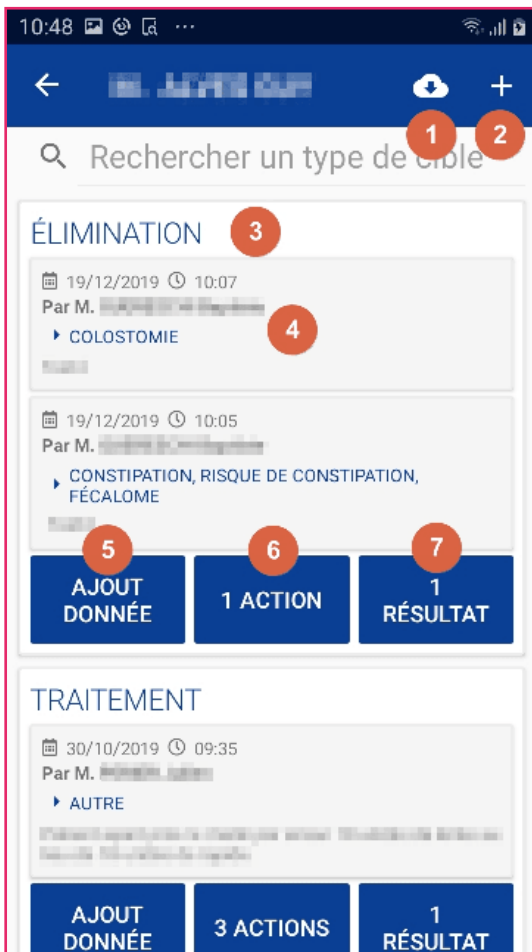 10:48
1 2
Rechercher un type de cible
ÉLIMINATION 3
19/12/2019 10:07
Par M.
4
COLOSTOMIE
19/12/2019 10:05
Par M.
CONSTIPATION, RISQUE DE CONSTIPATION,
FÉCALOME
5 6 7
AJOUT
DONNÉE
1 ACTION
1
RÉSULTAT
TRAITEMENT
30/10/2019 09:35
Par M.
AUTRE
AJOUT
DONNÉE
3 ACTIONS
1
RÉSULTAT